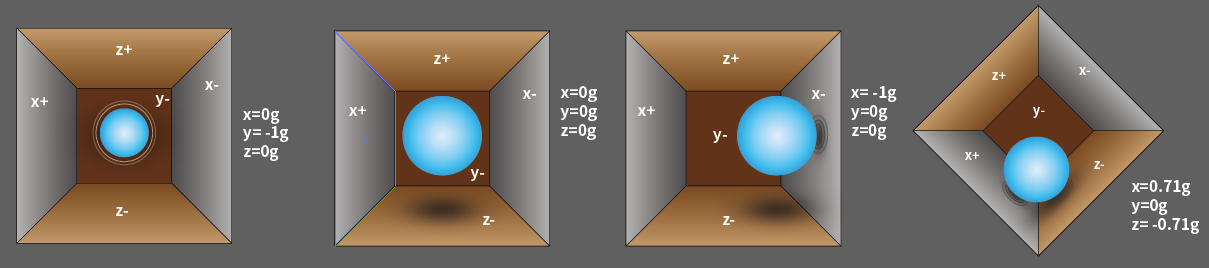 z+
x+
y-
x-
z-
x=0g
y= -1g
z=0g
z+
x+
x-
y-
z-
x=0g
y=0g
z=0g
z+
x+
y-
x-
z-
x= -1g
y=0g
z=0g
z+
x-
y-
x+
z-
x=0.71g
y=0g
z= -0.71g